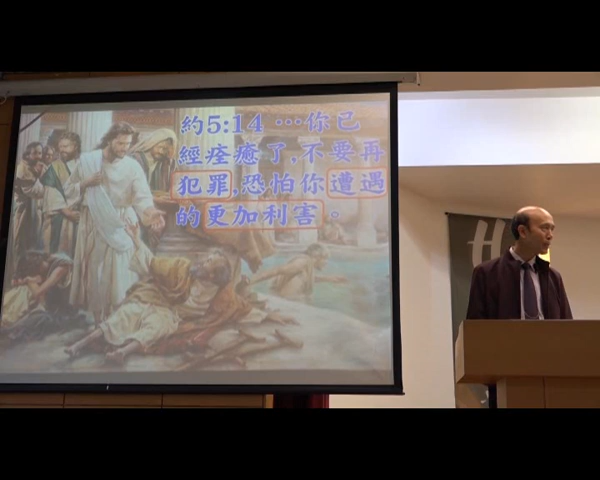 約5:14 …你已
經痊癒了,不要再
犯罪,恐怕你遭遇
的更加利害。
H